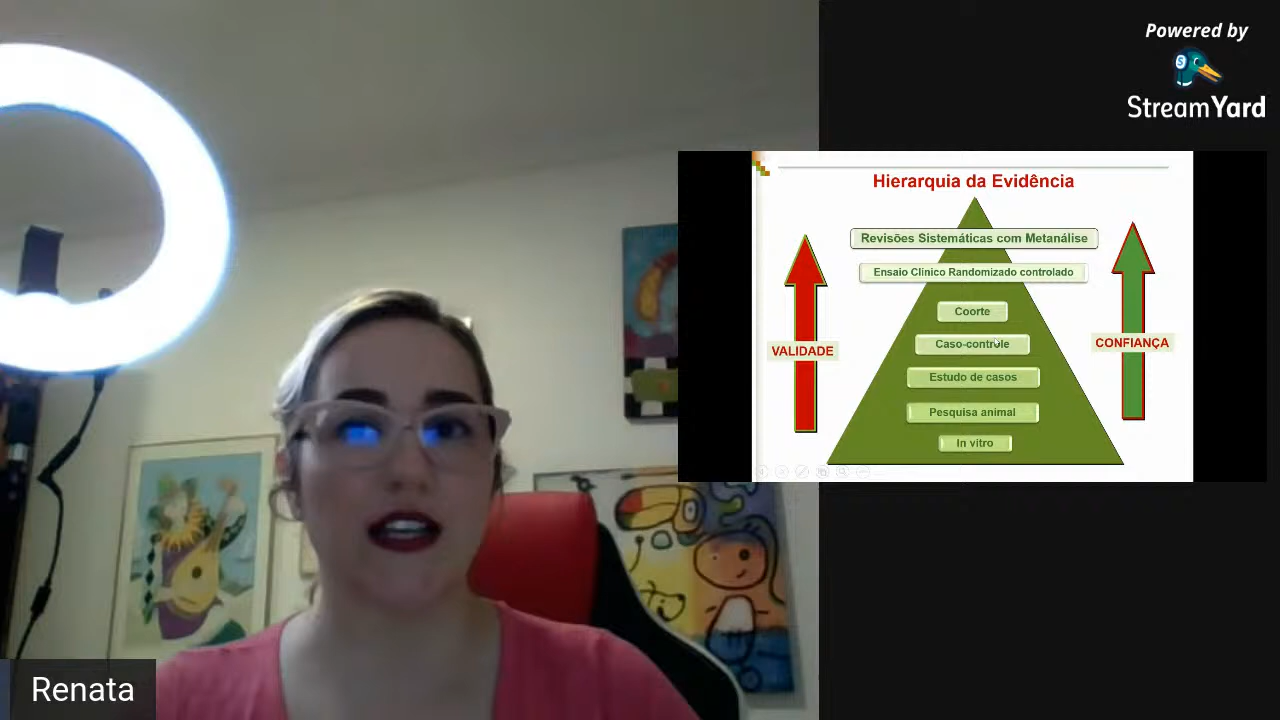 Powered by
StreamYard
Hierarquia da Evidência
Revisões Sistemáticas com Metanálise
Ensaio Clínico Randomizado controlado
Coorte
Caso-controle
VALIDADE
CONFIANÇA
Estudo de casos
Pesquisa animal
In vitro
Renata